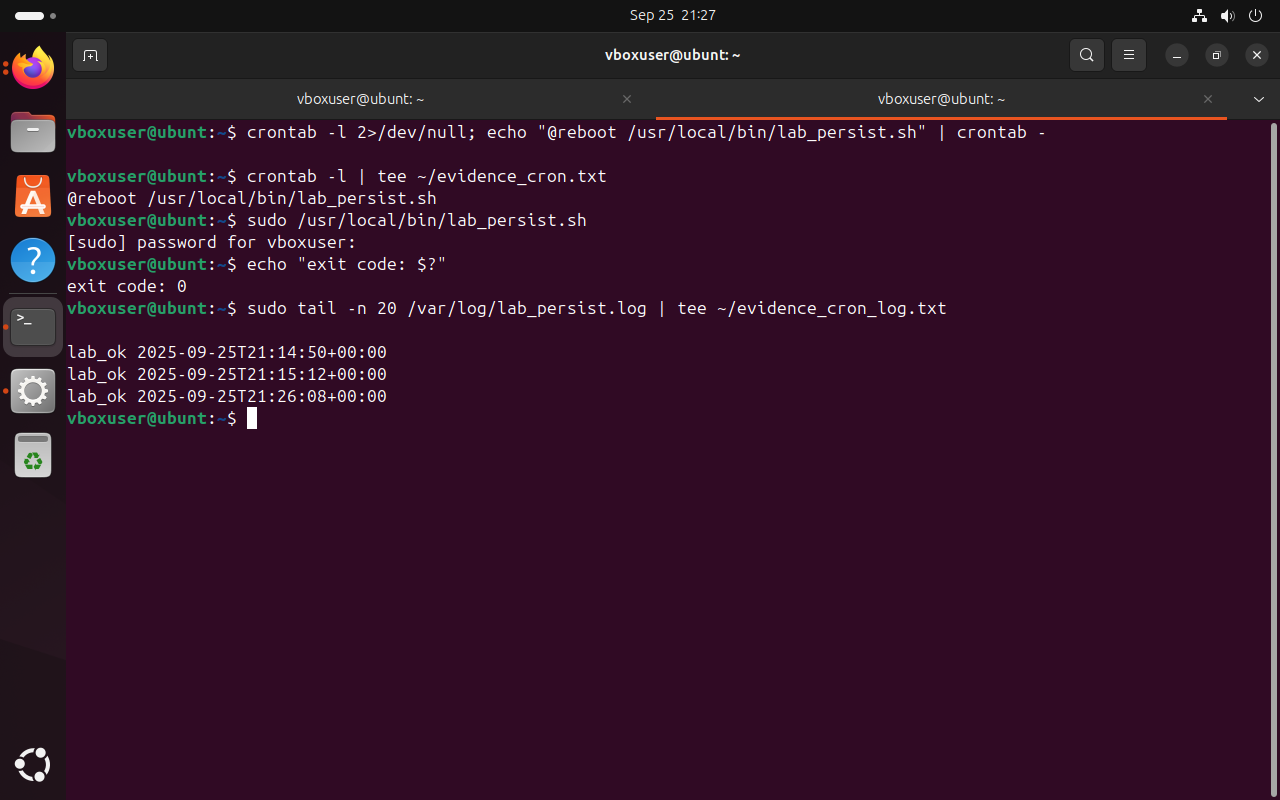 Sep 25 21:27
vboxuser@ubunt: ~
vboxuser@ubunt: ~
vboxuser@ubunt: ~
vboxuser@ubunt:~$ crontab -l 2>/dev/null; echo "@reboot /usr/local/bin/lab_persist.sh" | crontab -
vboxuser@ubunt:~$ crontab -l | tee ~/evidence_cron.txt
@reboot /usr/local/bin/lab_persist.sh
vboxuser@ubunt:~$ sudo /usr/local/bin/lab_persist.sh
[sudo] password for vboxuser:
vboxuser@ubunt:~$ echo "exit code: $?"
exit code: 0
vboxuser@ubunt:~$ sudo tail -n 20 /var/log/lab_persist.log | tee ~/evidence_cron_log.txt
lab_ok 2025-09-25T21:14:50+00:00
lab_ok 2025-09-25T21:15:12+00:00
lab_ok 2025-09-25T21:26:08+00:00
vboxuser@ubunt:~$